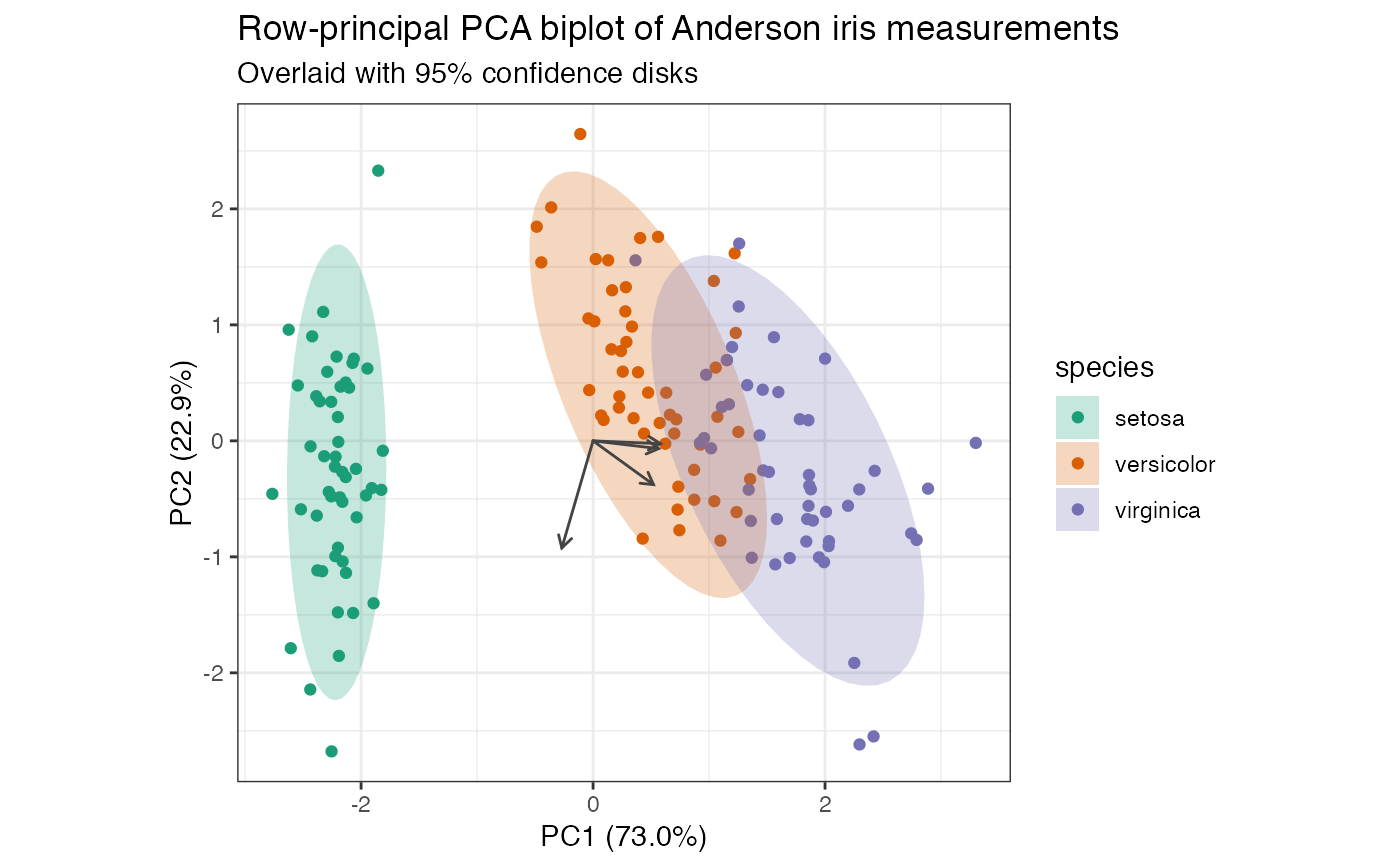 Row-principal PCA biplot of Anderson iris measurements
Overlaid with 95% confidence disks
PC2 (22.9%)
2
1
0
-1
-2
-2
0
2
PC1 (73.0%)
species
setosa
versicolor
virginica